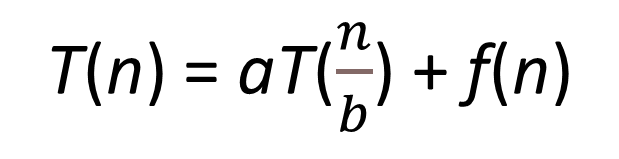 T(n) = aT(n/b) + f(n)